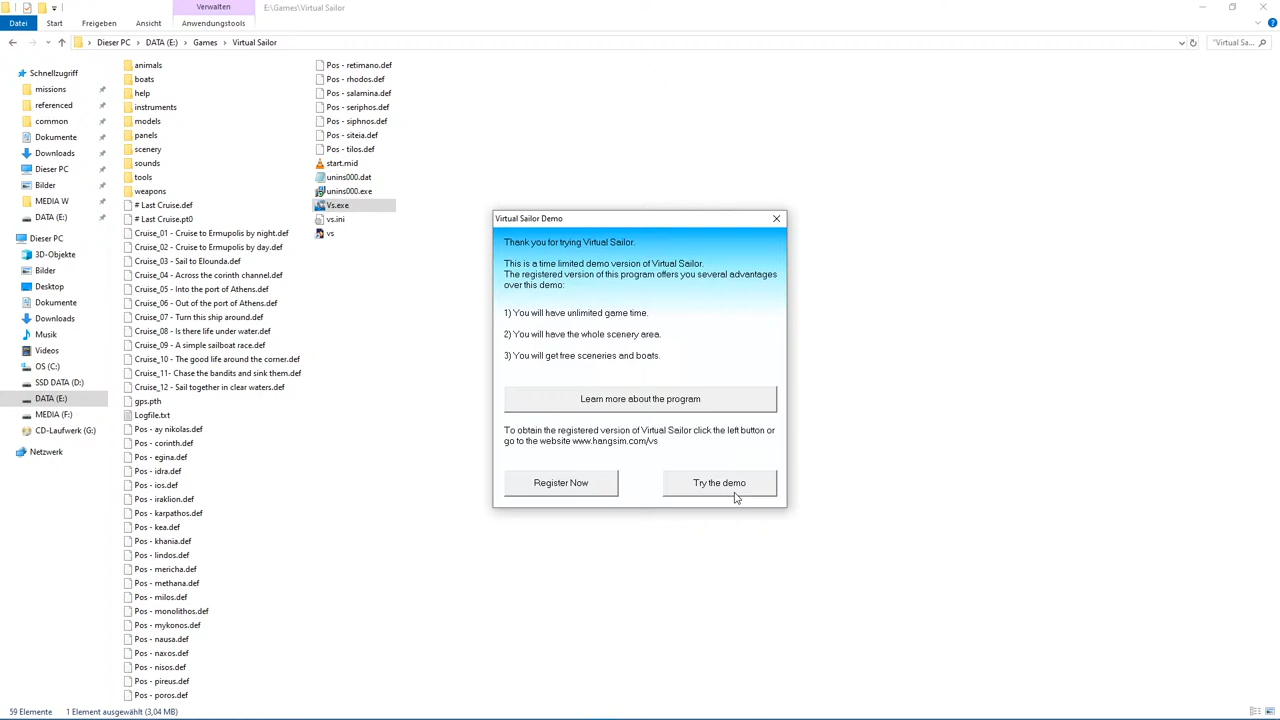 Verwalten
E:\Games\Virtual Sailor
Datei
Start
Freigeben
Ansicht
Anwendungstools
Dieser PC
DATA (E:)
Games
Virtual Sailor
"Virtual Sa...
Schnellzugriff
missions
referenced
common
Dokumente
Downloads
Dieser PC
Bilder
MEDIA W
DATA (E:)
Dieser PC
3D-Objekte
Bilder
Desktop
Dokumente
Downloads
Musik
Videos
OS (C:)
SSD DATA (D:)
DATA (E:)
MEDIA (F:)
CD-Laufwerk (G:)
Netzwerk
animals
boats
help
instruments
models
panels
scenery
sounds
tools
weapons
# Last Cruise.def
# Last Cruise.pt0
Cruise_01 - Cruise to Ermupolis by night.def
Cruise_02 - Cruise to Ermupolis by day.def
Cruise_03 - Sail to Elounda.def
Cruise_04 - Across the corinth channel.def
Cruise_05 - Into the port of Athens.def
Cruise_06 - Out of the port of Athens.def
Cruise_07 - Turn this ship around.def
Cruise_08 - Is there life under water.def
Cruise_09 - A simple sailboat race.def
Cruise_10 - The good life around the corner.def
Cruise_11- Chase the bandits and sink them.def
Cruise_12 - Sail together in clear waters.def
gps.pth
Logfile.txt
Pos - ay nikolas.def
Pos - corinth.def
Pos - egina.def
Pos - idra.def
Pos - ios.def
Pos - iraklion.def
Pos - karpathos.def
Pos - kea.def
Pos - khania.def
Pos - lindos.def
Pos - mericha.def
Pos - methana.def
Pos - milos.def
Pos - monolithos.def
Pos - mykonos.def
Pos - nausa.def
Pos - naxos.def
Pos - nisos.def
Pos - pireus.def
Pos - poros.def
Pos - retimano.def
Pos - rhodos.def
Pos - salamina.def
Pos - seriphos.def
Pos - siphnos.def
Pos - siteia.def
Pos - tilos.def
start.mid
unins000.dat
unins000.exe
Vs.exe
vs.ini
vs
Virtual Sailor Demo
Thank you for trying Virtual Sailor.
This is a time limited demo version of Virtual Sailor.
The registered version of this program offers you several advantages
over this demo:
1) You will have unlimited game time.
2) You will have the whole scenery area.
3) You will get free sceneries and boats.
Learn more about the program
To obtain the registered version of Virtual Sailor click the left button or
go to the website www.hangsim.com/vs
Register Now
Try the demo
59 Elemente
1 Element ausgewählt (3,04 MB)